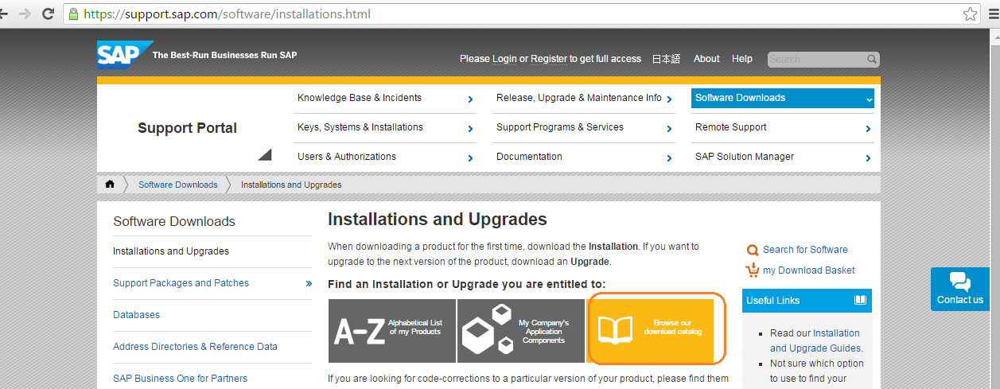 https://support.sap.com/software/installations.html
SAP The Best-Run Businesses Run SAP
Please Login or Register to get full access 日本語 About Help Search
Support Portal
Knowledge Base & Incidents
Release, Upgrade & Maintenance Info
Software Downloads
Keys, Systems & Installations
Support Programs & Services
Remote Support
Users & Authorizations
Documentation
SAP Solution Manager
Software Downloads
Installations and Upgrades
Software Downloads
Installations and Upgrades
Support Packages and Patches »
Databases
Address Directories & Reference Data
SAP Business One for Partners
Installations and Upgrades
When downloading a product for the first time, download the Installation. If you want to
upgrade to the next version of the product, download an Upgrade.
Find an Installation or Upgrade you are entitled to:
A-Z
Alphabetical List
of my Products
My Company's
Application
Components
Browse our
download catalog
If you are looking for code-corrections to a particular version of your product, please find them
Search for Software
my Download Basket
Useful Links
Read our Installation
and Upgrade Guides.
Not sure which option
to use to find your
Contact us